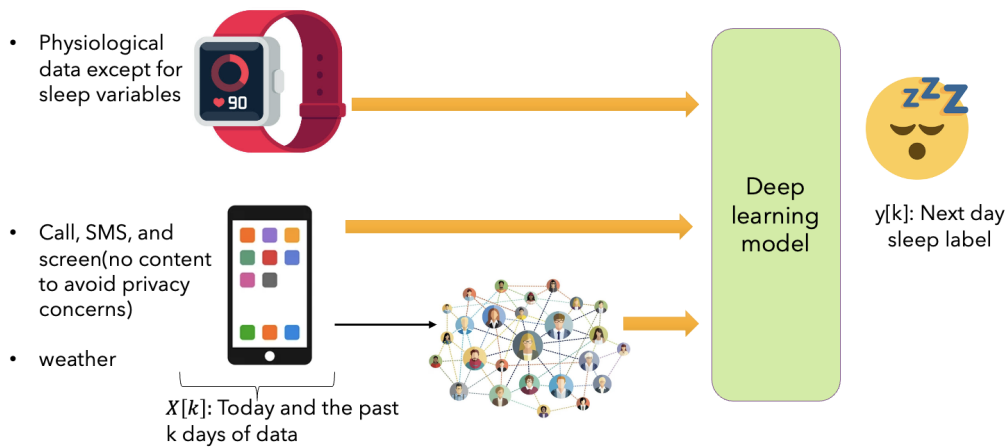 • Physiological
data except for
sleep variables
90
• Call, SMS, and
screen(no content
to avoid privacy
concerns)
• weather
X[k]: Today and the past
k days of data
Deep
learning
model
zzZ
y[k]: Next day
sleep label